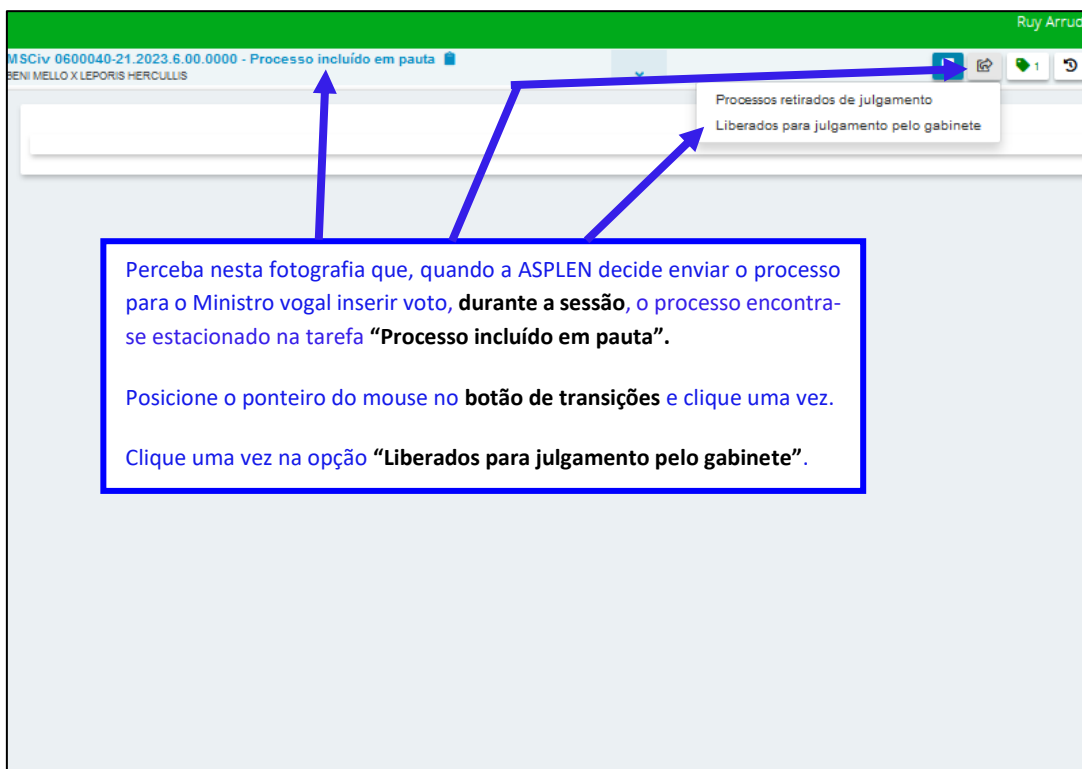 Ruy Arrud
MSCiv 0600040-21.2023.6.00.0000 - Processo incluído em pauta
BENI MELLO X LEPORIS HERCULLIS
1
Processos retirados de julgamento
Liberados para julgamento pelo gabinete
Perceba nesta fotografia que, quando a ASPLEN decide enviar o processo
para o Ministro vogal inserir voto, durante a sessão, o processo encontra-
se estacionado na tarefa “Processo incluído em pauta”.
Posicione o ponteiro do mouse no botão de transições e clique uma vez.
Clique uma vez na opção “Liberados para julgamento pelo gabinete”.